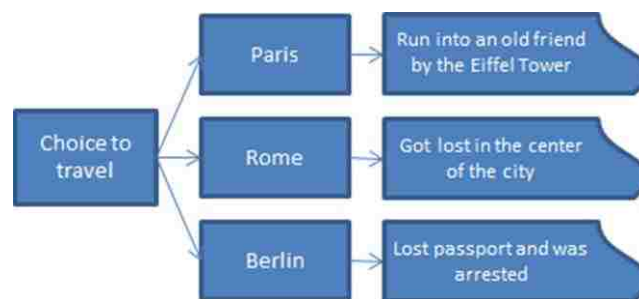 Choice to
travel
Paris
Run into an old friend
by the Eiffel Tower
Rome
Got lost in the center
of the city
Berlin
Lost passport and was
arrested